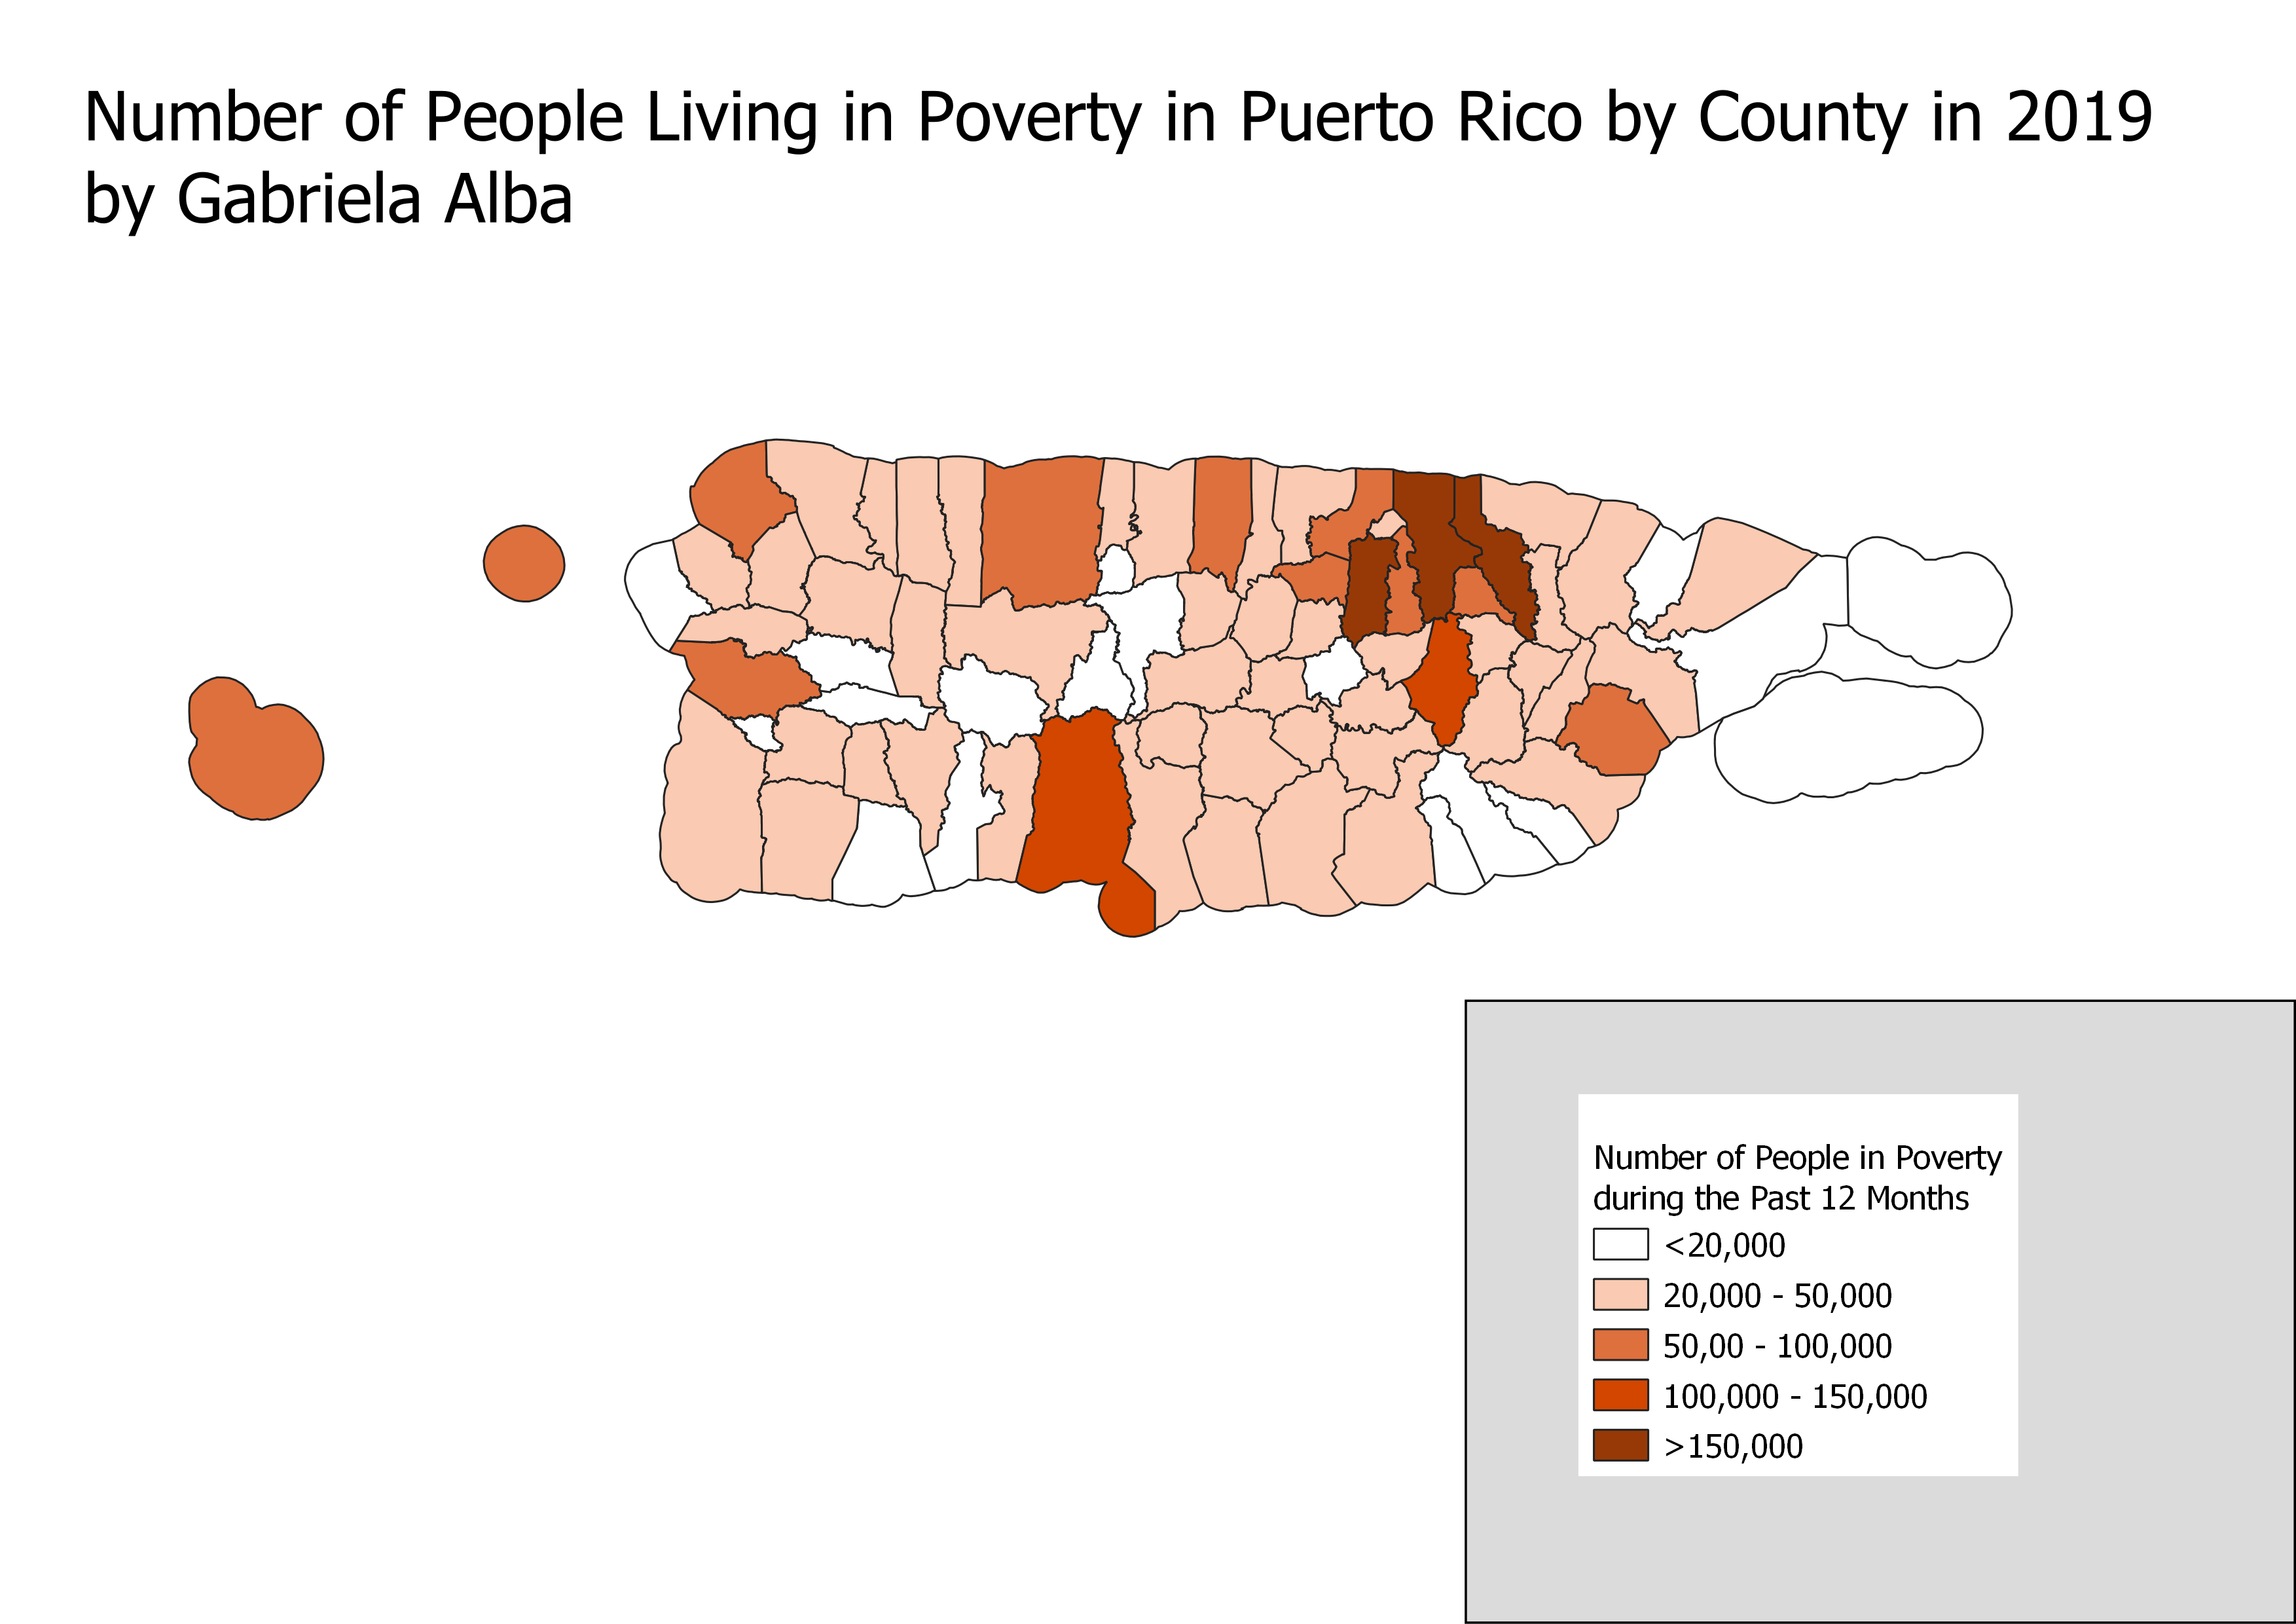 Number of People Living in Poverty in Puerto Rico by County in 2019
by Gabriela Alba
Number of People in Poverty
during the Past 12 Months
<20,000
20,000 - 50,000
50,00 - 100,000
100,000 - 150,000
>150,000